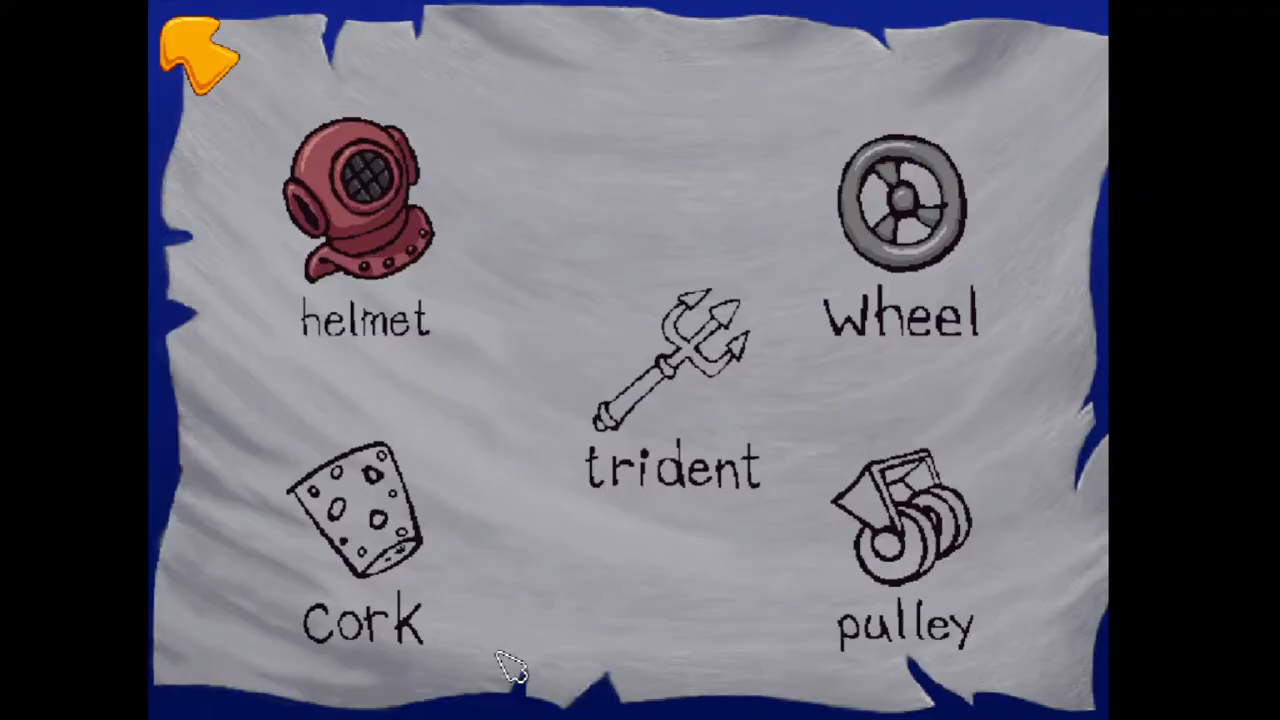 helmet
wheel
trident
cork
pulley